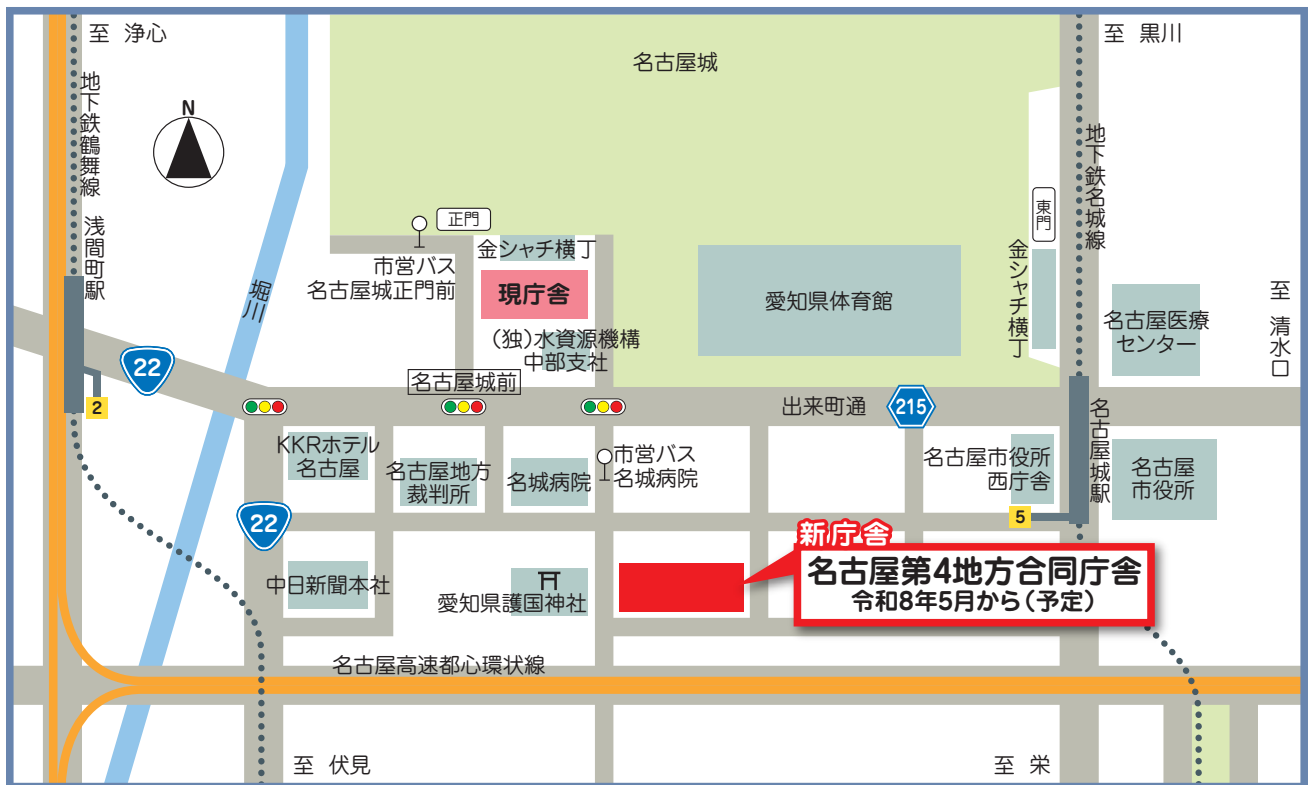 至 浄心
名古屋城
至 黒川
地下鉄鶴舞線
N
地下鉄名城線
浅間町駅
正門
東門
金シャチ横丁
市営バス
名古屋城正門前
現庁舎
堀川
愛知県体育館
金シャチ横丁
名古屋医療
センター
至 清水口
(独)水資源機構
中部支社
22
名古屋城前
2
出来町通
215
名古屋城駅
KKRホテル
名古屋
名古屋地方
裁判所
名城病院
市営バス
名城病院
名古屋市役所
西庁舎
名古屋
市役所
22
5
新庁舎
名古屋第4地方合同庁舎
令和8年5月から(予定)
中日新聞本社
愛知県護国神社
名古屋高速都心環状線
至 伏見
至 栄